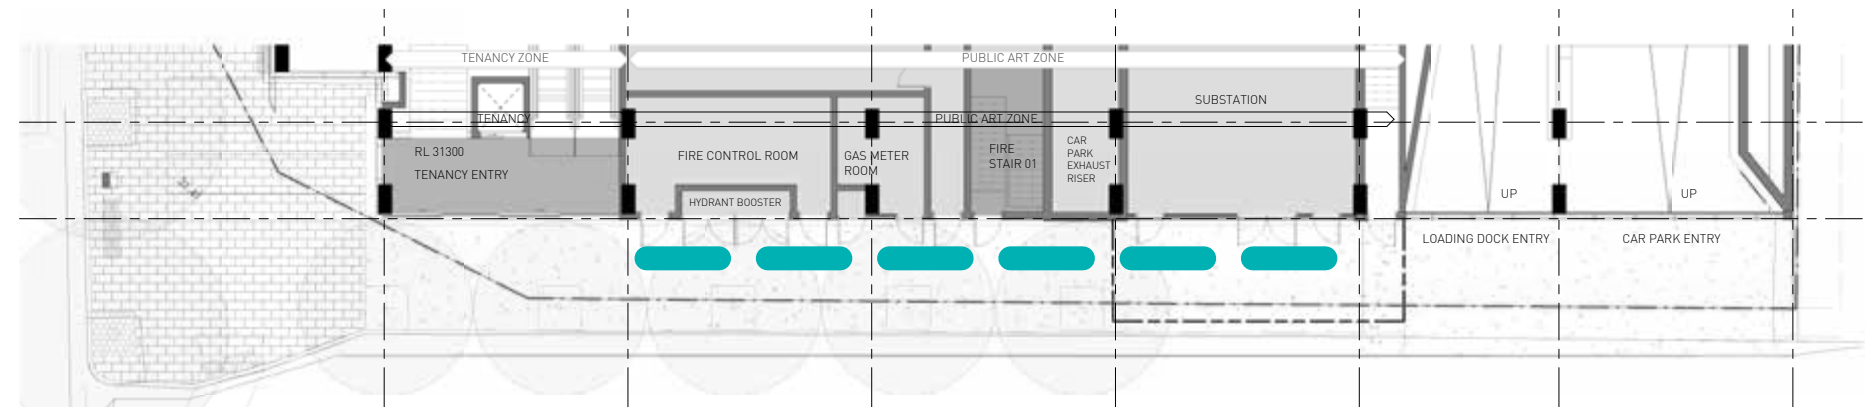 TENANCY ZONE
PUBLIC ART ZONE
SUBSTATION
TENANCY
PUBLIC ART ZONE
RL 31300
TENANCY ENTRY
FIRE CONTROL ROOM
GAS METER
ROOM
FIRE
STAIR 01
CAR
PARK
EXHAUST
RISER
HYDRANT BOOSTER
UP
UP
LOADING DOCK ENTRY
CAR PARK ENTRY